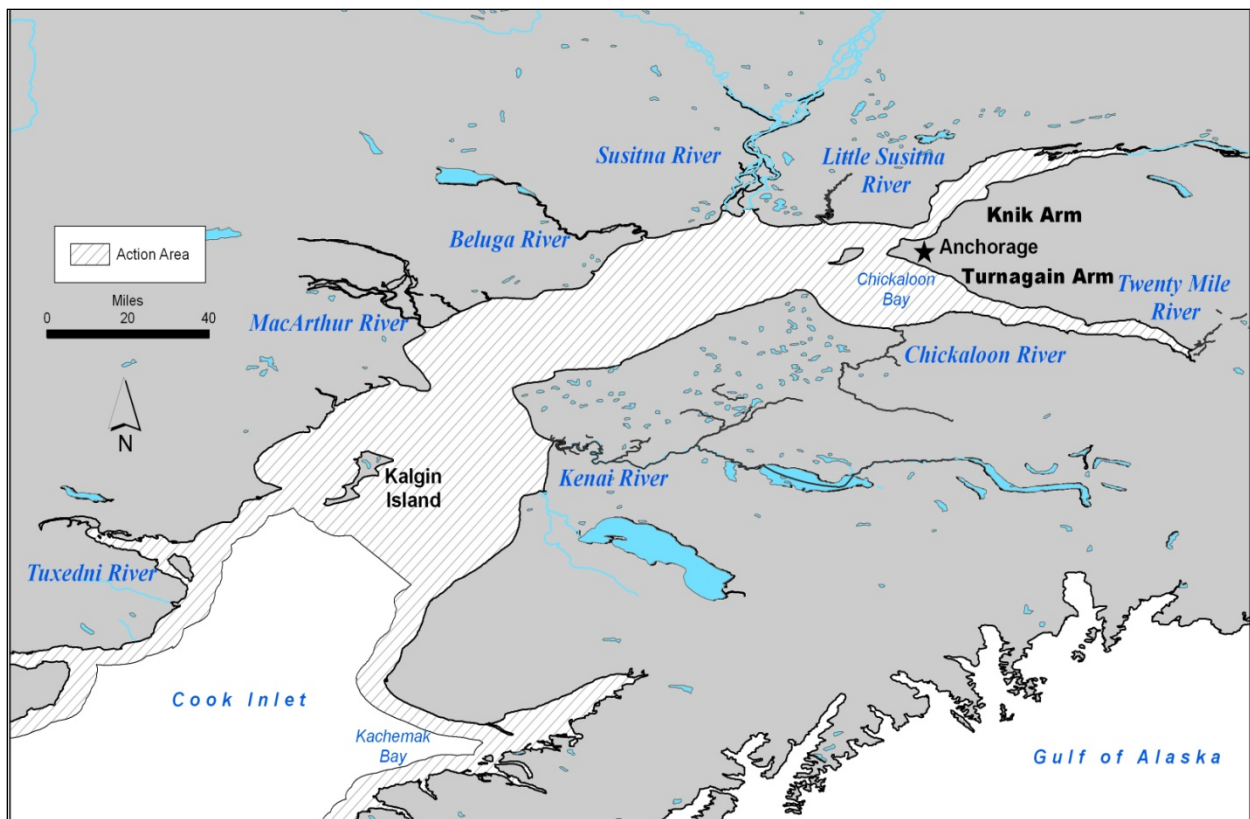 Susitna River
Little Susitna
River
Knik Arm
Anchorage
Beluga River
Action Area
Turnagain Arm
Chickaloon
Bay
Twenty Mile
River
Miles
0 20 40
MacArthur River
Chickaloon River
N
Kalgin
Island
Kenai River
Tuxedni River
Cook Inlet
Kachemak
Bay
Gulf of Alaska